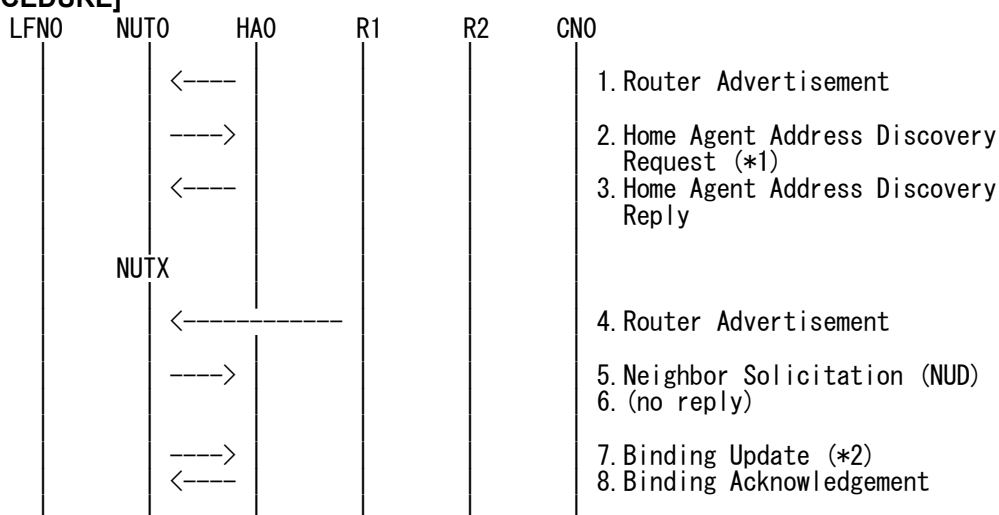 CEDURE]
LFN0 NUT0 HA0 R1 R2 CN0
<---- 1.Router Advertisement
----> 2.Home Agent Address Discovery
Request (*1)
<---- 3.Home Agent Address Discovery
Reply
NUTX
<------------ 4.Router Advertisement
----> 5.Neighbor Solicitation (NUD)
6.(no reply)
----> 7.Binding Update (*2)
<---- 8.Binding Acknowledgement